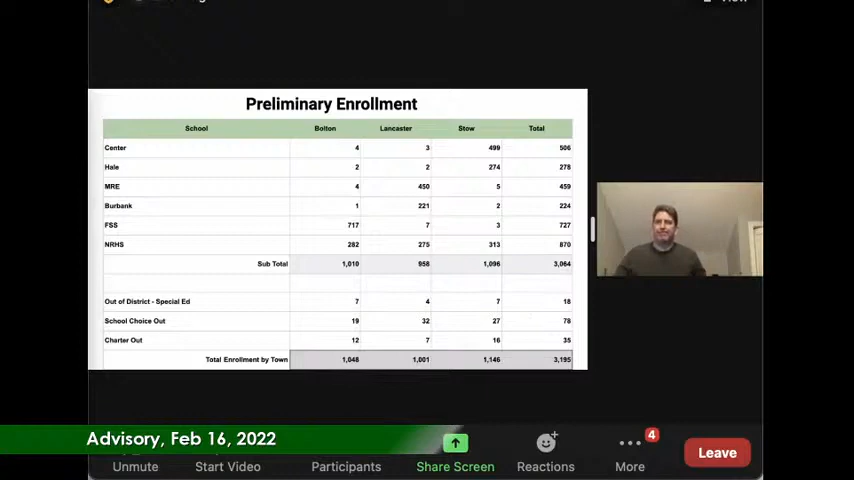 Preliminary Enrollment
School Bolton Lancaster Stow Total
Center 4 3 499 506
Hale 2 2 274 278
MRE 4 450 5 459
Burbank 1 221 2 224
FSS 717 7 3 727
NRHS 282 275 313 870
Sub Total 1,010 958 1,096 3,064
Out of District - Special Ed 7 4 7 18
School Choice Out 19 32 27 78
Charter Out 12 7 16 35
Total Enrollment by Town 1,048 1,001 1,146 3,195
Advisory, Feb 16, 2022
4
Unmute Start Video Participants Share Screen Reactions More Leave